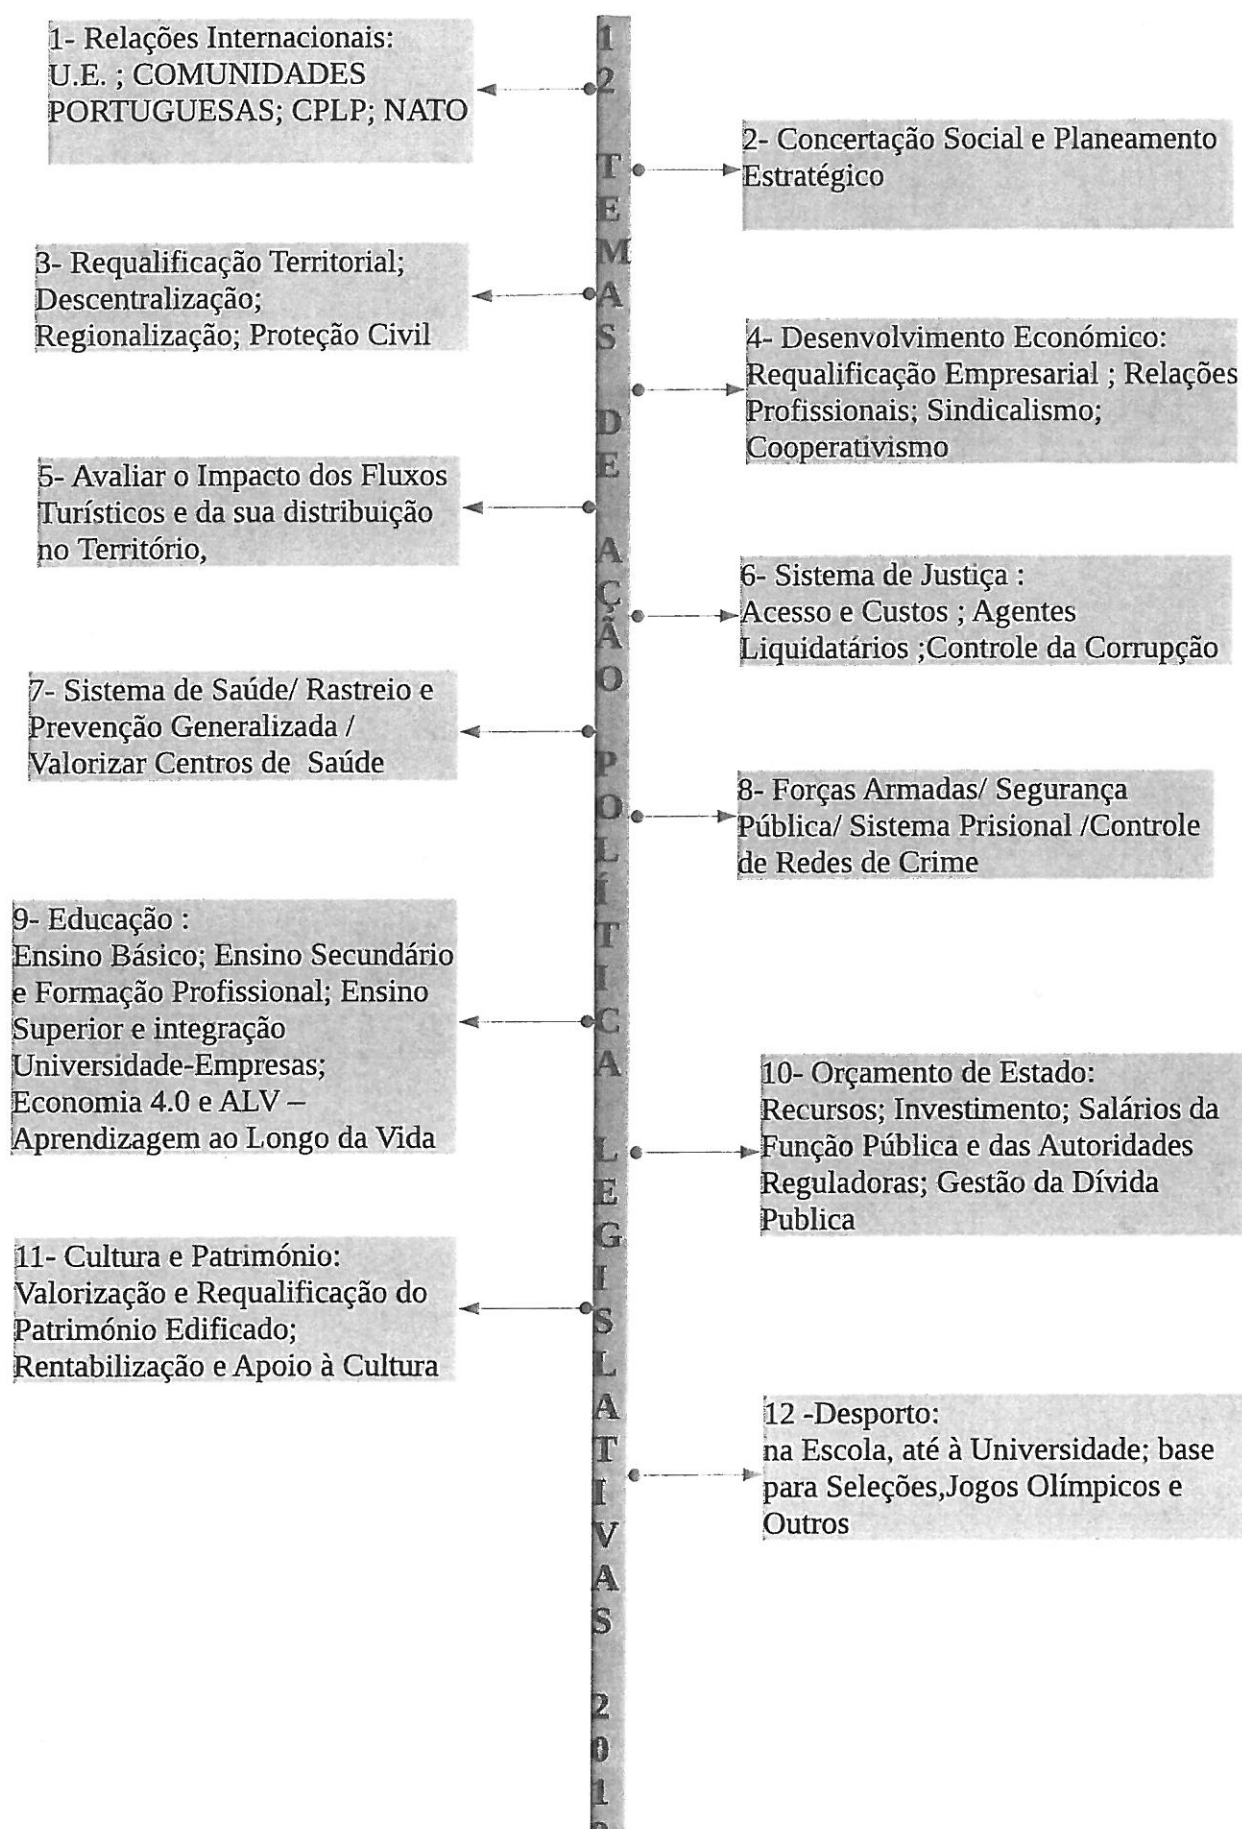 12 TEMAS DE AÇÃO POLÍTICA LEGISLATIVAS 201
1- Relações Internacionais:
U.E. ; COMUNIDADES
PORTUGUESAS; CPLP; NATO
2- Concertação Social e Planeamento
Estratégico
3- Requalificação Territorial;
Descentralização;
Regionalização; Proteção Civil
4- Desenvolvimento Económico:
Requalificação Empresarial ; Relações
Profissionais; Sindicalismo;
Cooperativismo
5- Avaliar o Impacto dos Fluxos
Turísticos e da sua distribuição
no Território,
6- Sistema de Justiça :
Acesso e Custos ; Agentes
Liquidatários ;Controle da Corrupção
7- Sistema de Saúde/ Rastreio e
Prevenção Generalizada /
Valorizar Centros de Saúde
8- Forças Armadas/ Segurança
Pública/ Sistema Prisional /Controle
de Redes de Crime
9- Educação :
Ensino Básico; Ensino Secundário
e Formação Profissional; Ensino
Superior e integração
Universidade-Empresas;
Economia 4.0 e ALV –
Aprendizagem ao Longo da Vida
10- Orçamento de Estado:
Recursos; Investimento; Salários da
Função Pública e das Autoridades
Reguladoras; Gestão da Dívida
Publica
11- Cultura e Património:
Valorização e Requalificação do
Património Edificado;
Rentabilização e Apoio à Cultura
12 -Desporto:
na Escola, até à Universidade; base
para Seleções,Jogos Olímpicos e
Outros